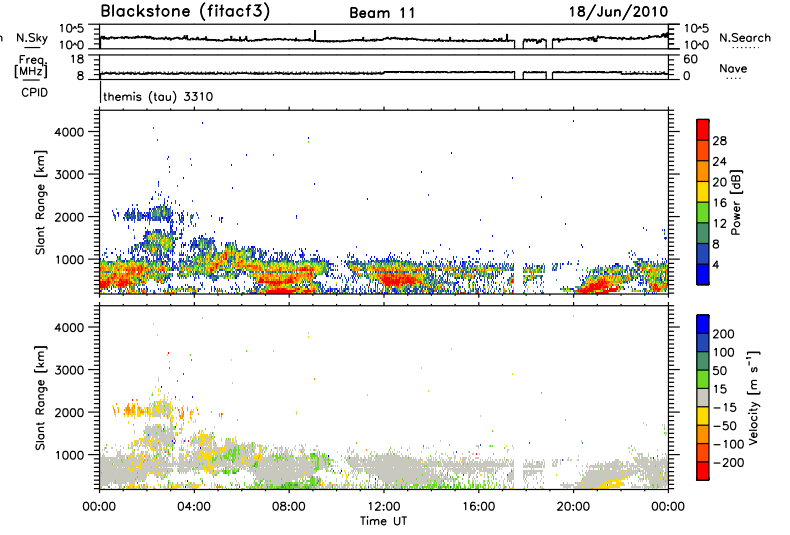 Blackstone (fitacf3) Beam 11 18/Jun/2010
N.Sky 10^5 10^0 10^5 10^0 N.Search
Freq. [MHz] 18 8 60 0 Nave
CPID themis (tau) 3310
Slant Range [km] 4000 3000 2000 1000
Power [dB] 28 24 20 16 12 8 4
Slant Range [km] 4000 3000 2000 1000
Velocity [m s⁻¹] 200 100 50 15 -15 -50 -100 -200
00:00 04:00 08:00 12:00 16:00 20:00 00:00
Time UT